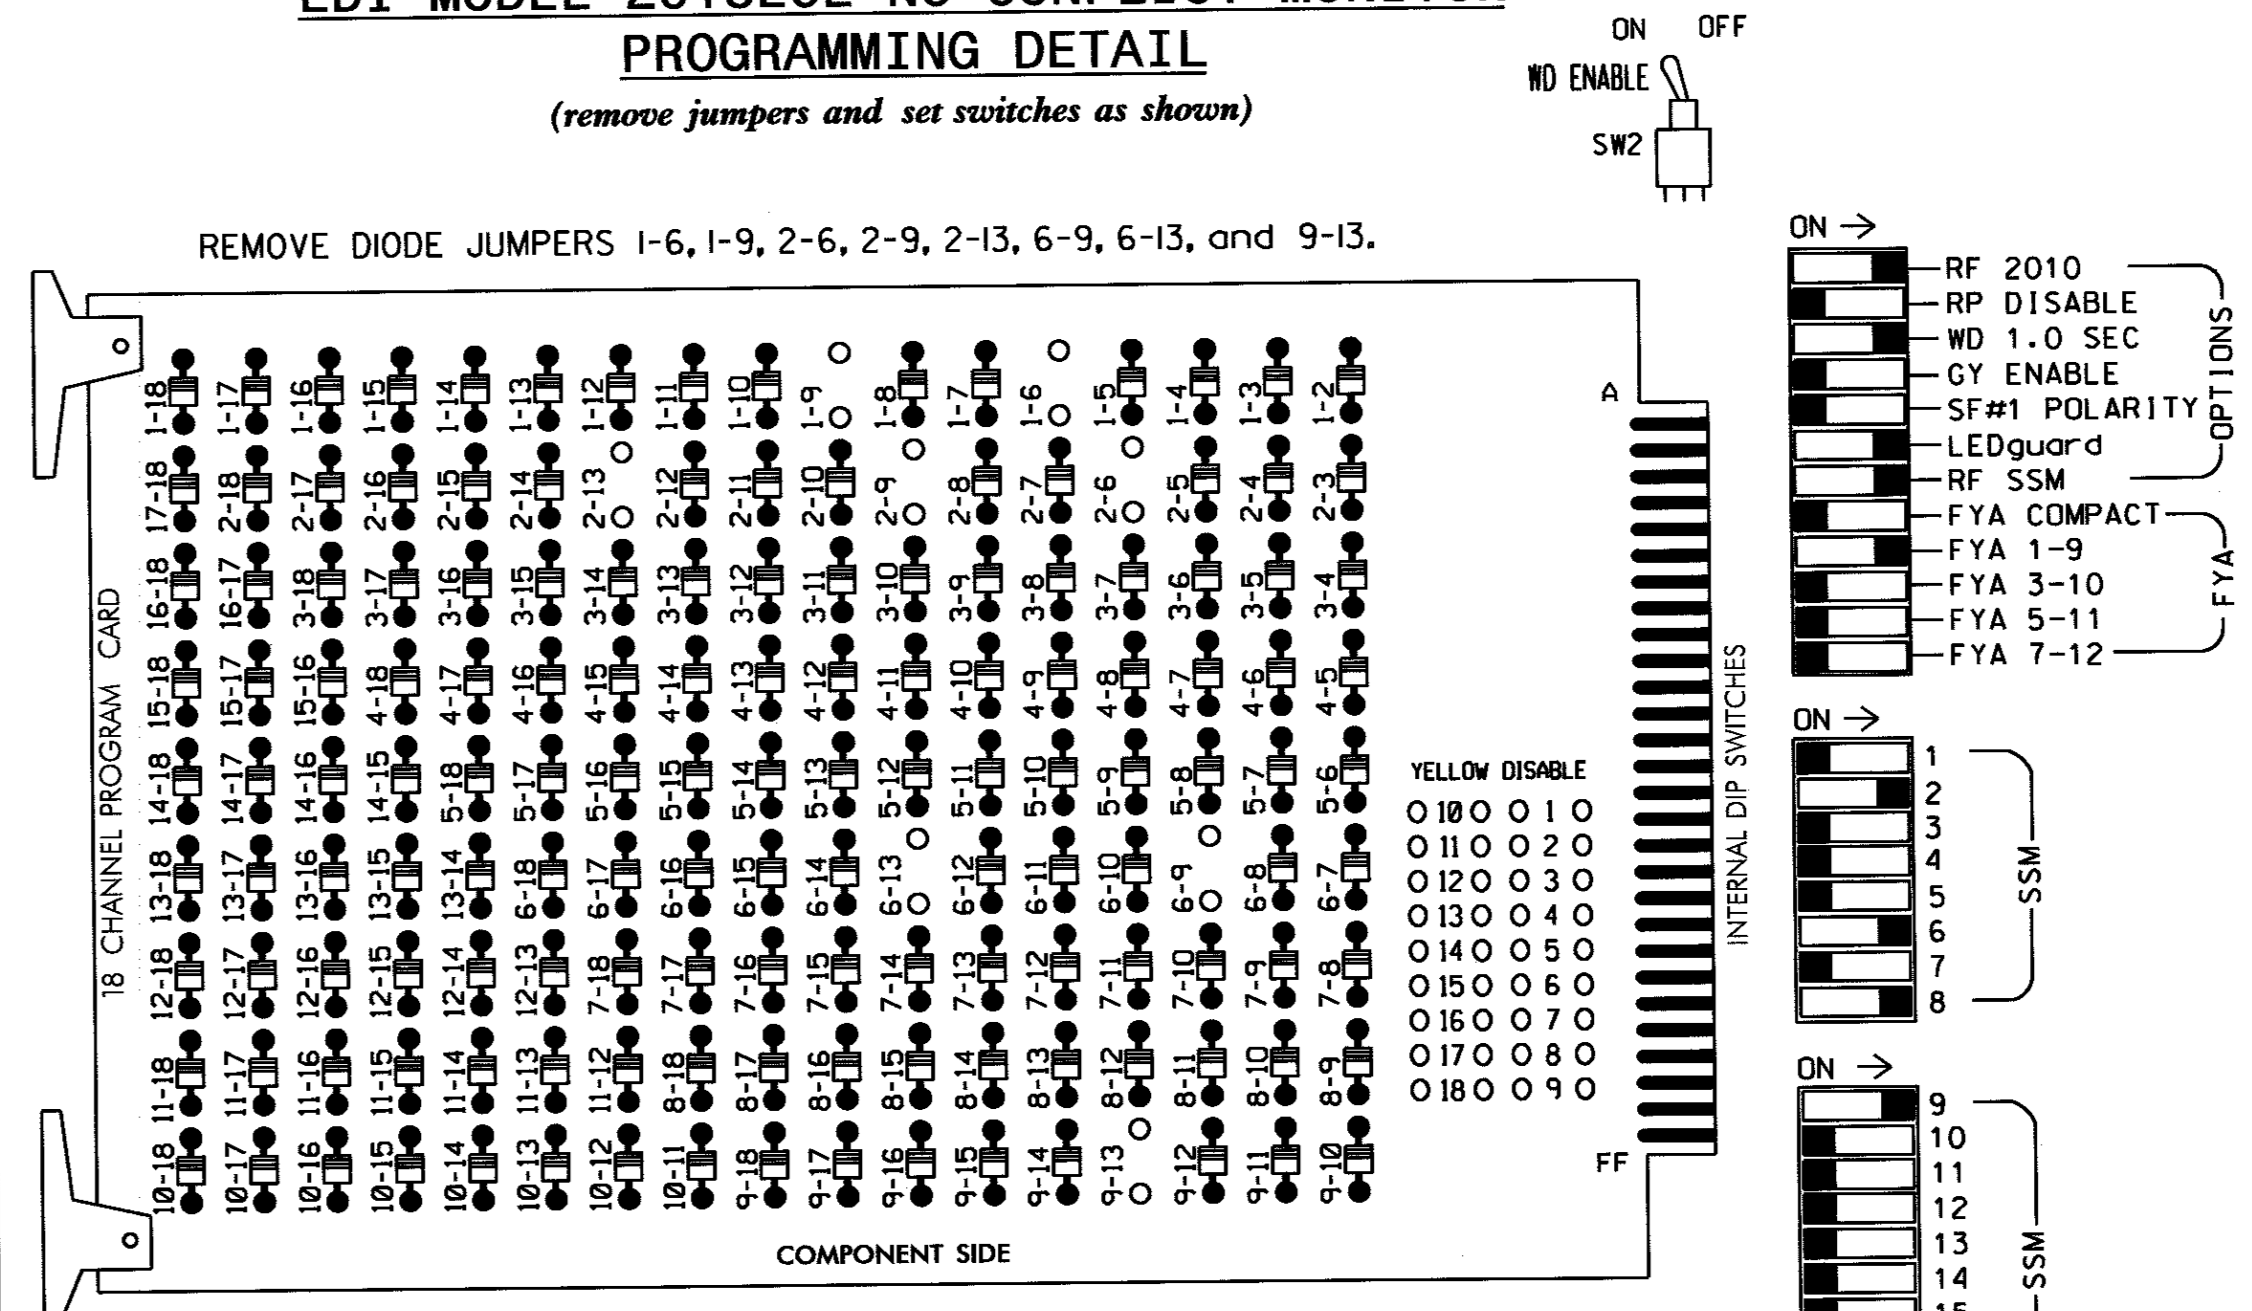 PROGRAMMING DETAIL
(remove jumpers and set switches as shown)
ON OFF
WD ENABLE
SW2
REMOVE DIODE JUMPERS 1-6, 1-9, 2-6, 2-9, 2-13, 6-9, 6-13, and 9-13.
18 CHANNEL PROGRAM CARD
1-18 1-17 1-16 1-15 1-14 1-13 1-12 1-11 1-10 1-9 1-8 1-7 1-6 1-5 1-4 1-3 1-2
17-18 2-18 2-17 2-16 2-15 2-14 2-13 2-12 2-11 2-10 2-9 2-8 2-7 2-6 2-5 2-4 2-3
16-18 16-17 3-18 3-17 3-16 3-15 3-14 3-13 3-12 3-11 3-10 3-9 3-8 3-7 3-6 3-5 3-4
15-18 15-17 15-16 4-18 4-17 4-16 4-15 4-14 4-13 4-12 4-11 4-10 4-9 4-8 4-7 4-6 4-5
14-18 14-17 14-16 14-15 5-18 5-17 5-16 5-15 5-14 5-13 5-12 5-11 5-10 5-9 5-8 5-7 5-6
13-18 13-17 13-16 13-15 13-14 6-18 6-17 6-16 6-15 6-14 6-13 6-12 6-11 6-10 6-9 6-8 6-7
12-18 12-17 12-16 12-15 12-14 12-13 7-18 7-17 7-16 7-15 7-14 7-13 7-12 7-11 7-10 7-9 7-8
11-18 11-17 11-16 11-15 11-14 11-13 11-12 8-18 8-17 8-16 8-15 8-14 8-13 8-12 8-11 8-10 8-9
10-18 10-17 10-16 10-15 10-14 10-13 10-12 10-11 9-18 9-17 9-16 9-15 9-14 9-13 9-12 9-11 9-10
COMPONENT SIDE
A
FF
YELLOW DISABLE
10 1
11 2
12 3
13 4
14 5
15 6
16 7
17 8
18 9
INTERNAL DIP SWITCHES
ON →
RF 2010
RP DISABLE
WD 1.0 SEC
GY ENABLE
SF#1 POLARITY
LEDguard
RF SSM
OPTIONS
FYA COMPACT
FYA 1-9
FYA 3-10
FYA 5-11
FYA 7-12
FYA
ON →
1
2
3
4
5
6
7
8
SSM
ON →
9
10
11
12
13
14
SSM